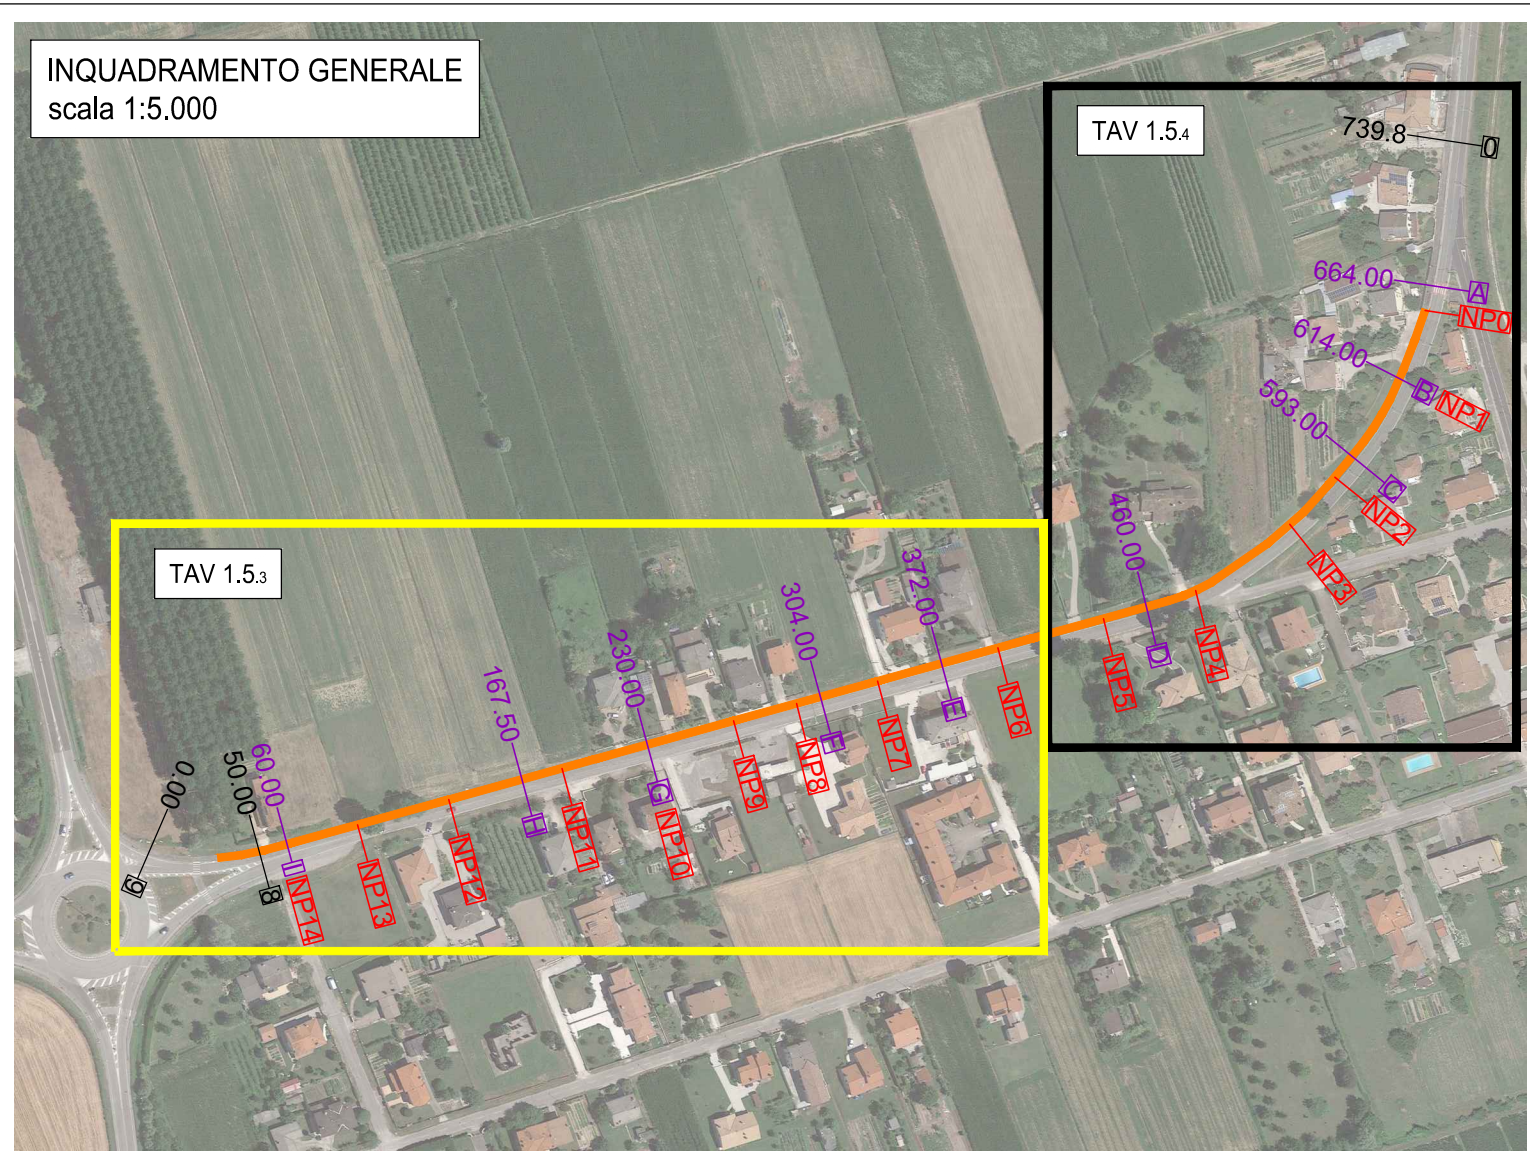 INQUADRAMENTO GENERALE
scala 1:5.000
TAV 1.5.4
739.8
0
664.00
A
NP0
614.00
B
NP1
593.00
C
NP2
NP3
460.00
D
NP4
NP5
TAV 1.5.3
372.00
E
NP6
304.00
F
NP7
NP8
230.00
G
NP9
NP10
167.50
H
NP11
NP12
NP13
60.00
I
NP14
50.00
8
0.00
9